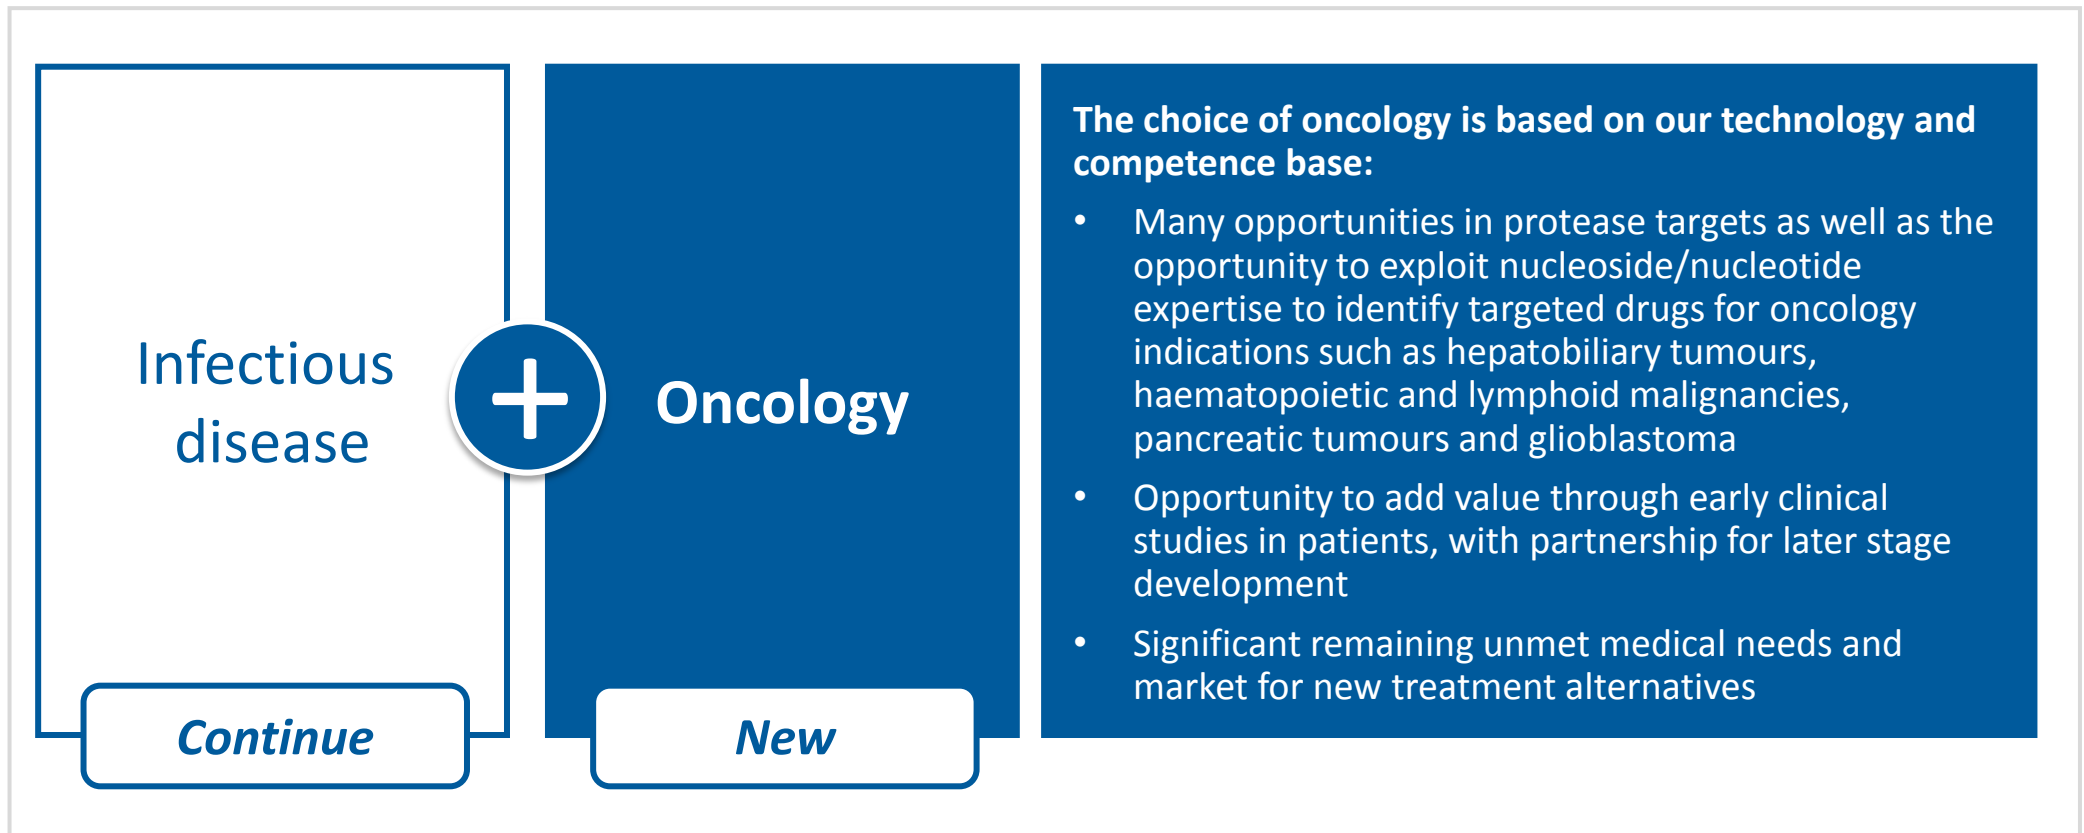 Infectious
disease
Continue
+
Oncology
New
The choice of oncology is based on our technology and
competence base:
• Many opportunities in protease targets as well as the
opportunity to exploit nucleoside/nucleotide
expertise to identify targeted drugs for oncology
indications such as hepatobiliary tumours,
haematopoietic and lymphoid malignancies,
pancreatic tumours and glioblastoma
• Opportunity to add value through early clinical
studies in patients, with partnership for later stage
development
• Significant remaining unmet medical needs and
market for new treatment alternatives